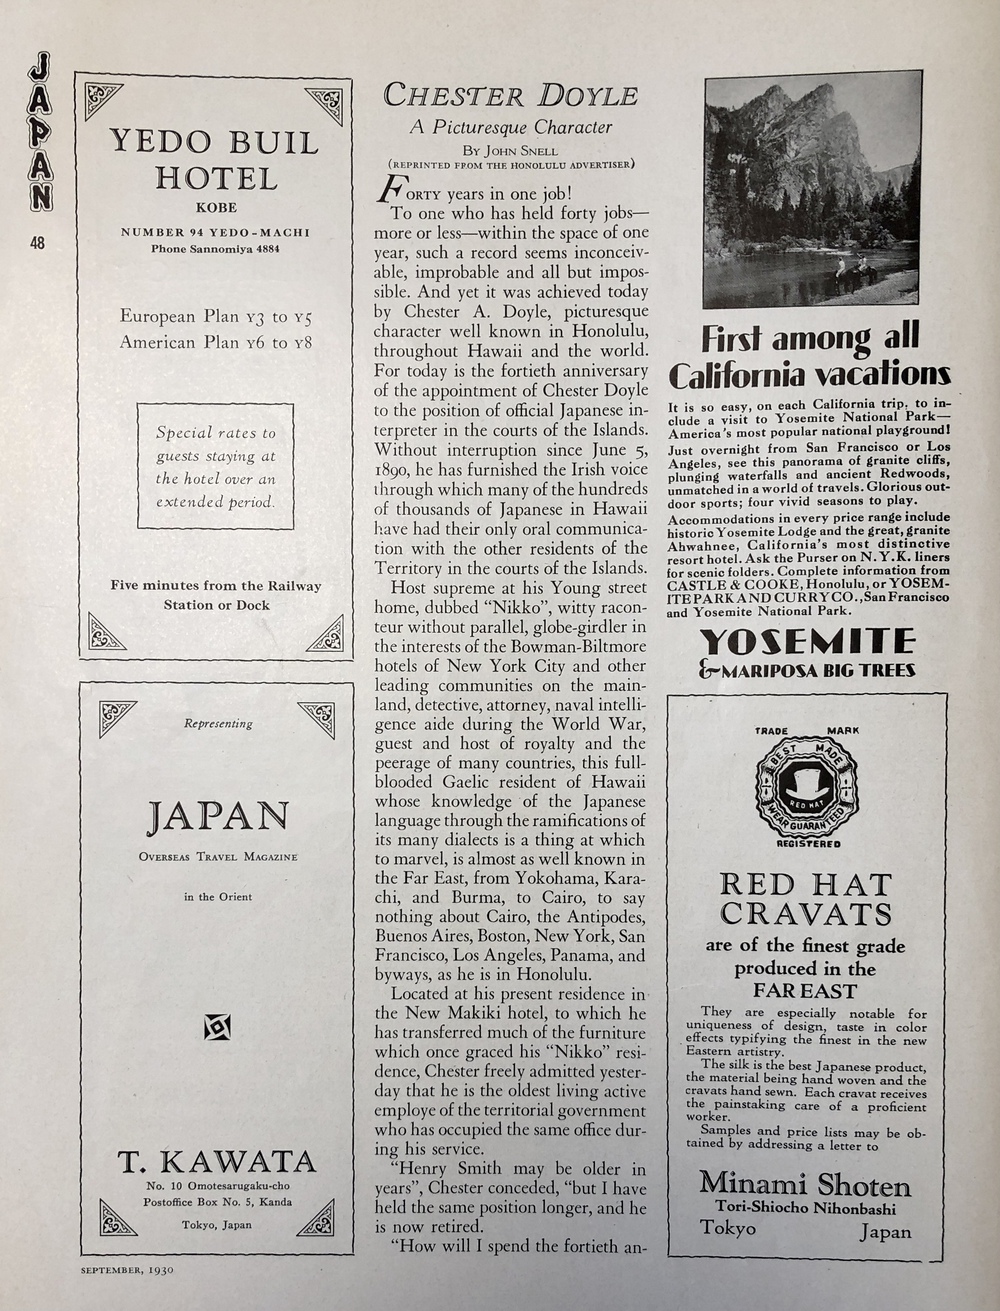 JAPAN
48
YEDO BUIL
HOTEL
KOBE
NUMBER 94 YEDO-MACHI
Phone Sannomiya 4884
European Plan Y3 to Y5
American Plan Y6 to Y8
Special rates to
guests staying at
the hotel over an
extended period.
Five minutes from the Railway
Station or Dock
Representing
JAPAN
OVERSEAS TRAVEL MAGAZINE
in the Orient
T. KAWATA
No. 10 Omotesarugaku-cho
Postoffice Box No. 5, Kanda
Tokyo, Japan
CHESTER DOYLE
A Picturesque Character
BY JOHN SNELL
(REPRINTED FROM THE HONOLULU ADVERTISER)
FORTY years in one job!
To one who has held forty jobs—
more or less—within the space of one
year, such a record seems inconceiv-
able, improbable and all but impos-
sible. And yet it was achieved today
by Chester A. Doyle, picturesque
character well known in Honolulu,
throughout Hawaii and the world.
For today is the fortieth anniversary
of the appointment of Chester Doyle
to the position of official Japanese in-
terpreter in the courts of the Islands.
Without interruption since June 5,
1890, he has furnished the Irish voice
through which many of the hundreds
of thousands of Japanese in Hawaii
have had their only oral communica-
tion with the other residents of the
Territory in the courts of the Islands.
Host supreme at his Young street
home, dubbed "Nikko", witty racon-
teur without parallel, globe-girdler in
the interests of the Bowman-Biltmore
hotels of New York City and other
leading communities on the main-
land, detective, attorney, naval intelli-
gence aide during the World War,
guest and host of royalty and the
peerage of many countries, this full-
blooded Gaelic resident of Hawaii
whose knowledge of the Japanese
language through the ramifications of
its many dialects is a thing at which
to marvel, is almost as well known in
the Far East, from Yokohama, Kara-
chi, and Burma, to Cairo, to say
nothing about Cairo, the Antipodes,
Buenos Aires, Boston, New York, San
Francisco, Los Angeles, Panama, and
byways, as he is in Honolulu.
Located at his present residence in
the New Makiki hotel, to which he
has transferred much of the furniture
which once graced his "Nikko" resi-
dence, Chester freely admitted yester-
day that he is the oldest living active
employe of the territorial government
who has occupied the same office dur-
ing his service.
"Henry Smith may be older in
years", Chester conceded, "but I have
held the same position longer, and he
is now retired.
"How will I spend the fortieth an-
First among all
California vacations
It is so easy, on each California trip, to in-
clude a visit to Yosemite National Park—
America's most popular national playground!
Just overnight from San Francisco or Los
Angeles, see this panorama of granite cliffs,
plunging waterfalls and ancient Redwoods,
unmatched in a world of travels. Glorious out-
door sports; four vivid seasons to play.
Accommodations in every price range include
historic Yosemite Lodge and the great, granite
Ahwahnee, California's most distinctive
resort hotel. Ask the Purser on N.Y.K. liners
for scenic folders. Complete information from
CASTLE & COOKE, Honolulu, or YOSEM-
ITE PARK AND CURRY CO., San Francisco
and Yosemite National Park.
YOSEMITE
& MARIPOSA BIG TREES
TRADE MARK
BEST MADE
RED HAT
WEAR GUARANTEED
REGISTERED
RED HAT
CRAVATS
are of the finest grade
produced in the
FAR EAST
They are especially notable for
uniqueness of design, taste in color
effects typifying the finest in the new
Eastern artistry.
The silk is the best Japanese product,
the material being hand woven and the
cravats hand sewn. Each cravat receives
the painstaking care of a proficient
worker.
Samples and price lists may be ob-
tained by addressing a letter to
Minami Shoten
Tori-Shiocho Nihonbashi
Tokyo Japan
SEPTEMBER, 1930